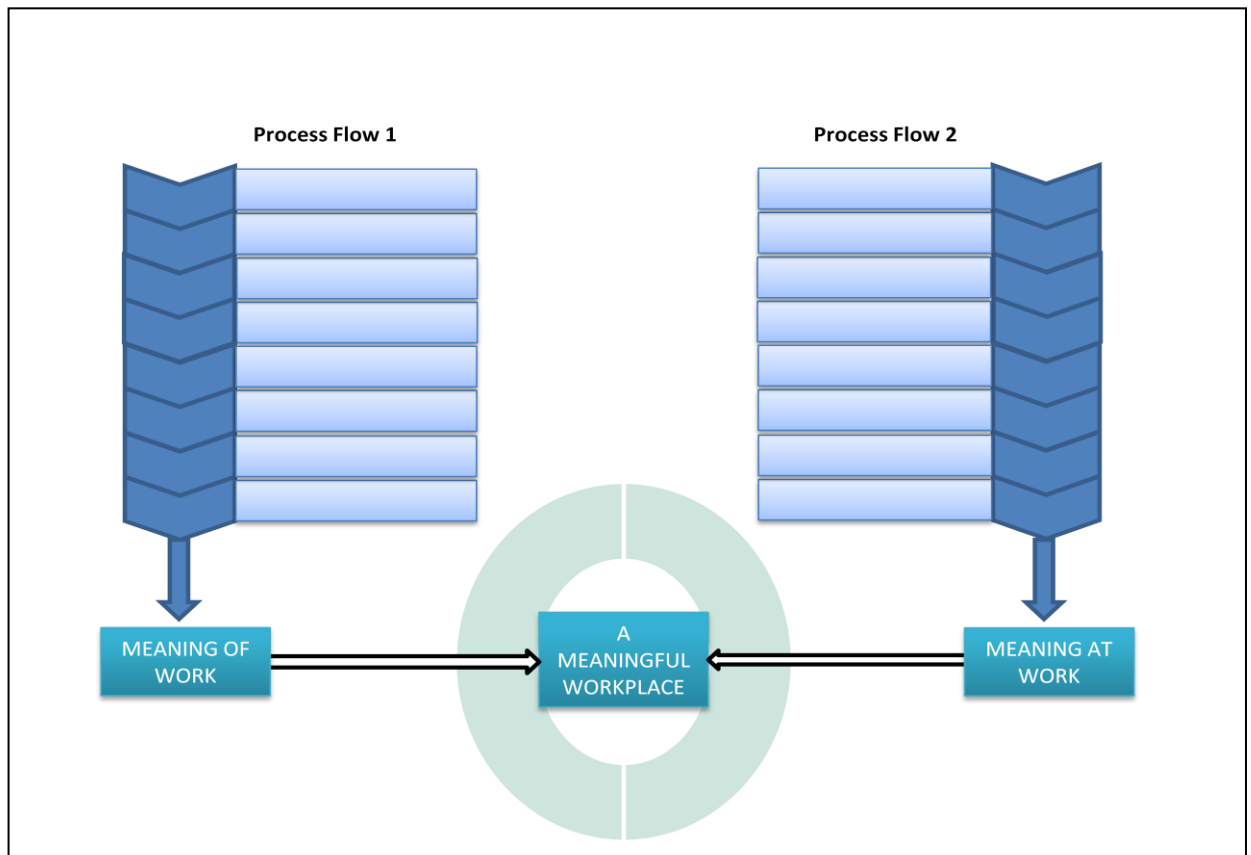 Process Flow 1
Process Flow 2
MEANING OF
WORK
A
MEANINGFUL
WORKPLACE
MEANING AT
WORK